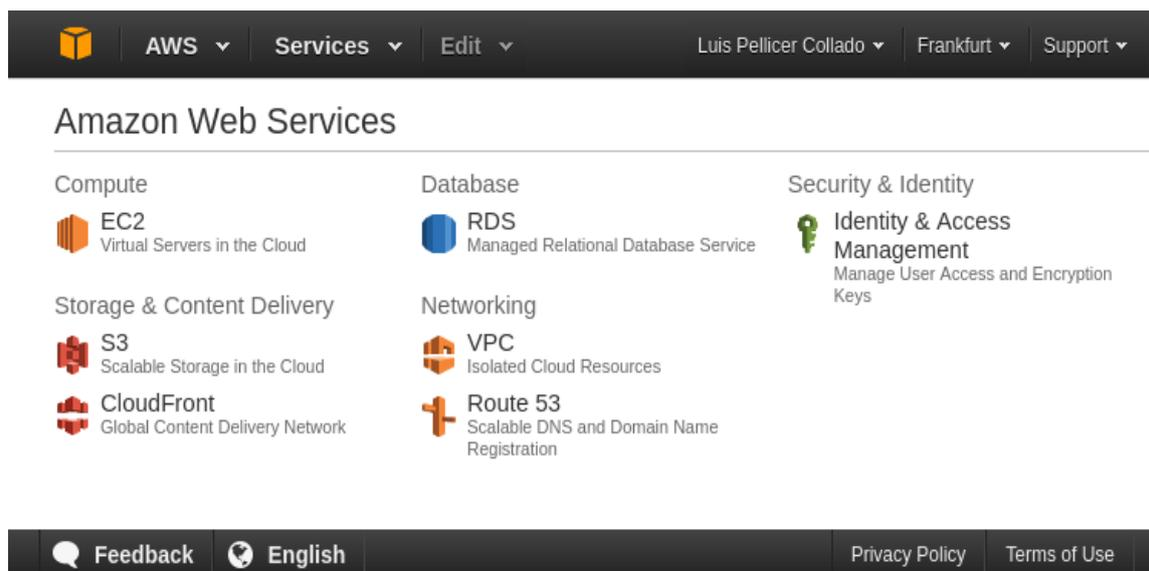 AWS Services Edit Luis Pellicer Collado Frankfurt Support
Amazon Web Services
Compute
EC2
Virtual Servers in the Cloud
Storage & Content Delivery
S3
Scalable Storage in the Cloud
CloudFront
Global Content Delivery Network
Database
RDS
Managed Relational Database Service
Networking
VPC
Isolated Cloud Resources
Route 53
Scalable DNS and Domain Name
Registration
Security & Identity
Identity & Access
Management
Manage User Access and Encryption
Keys
Feedback English Privacy Policy Terms of Use